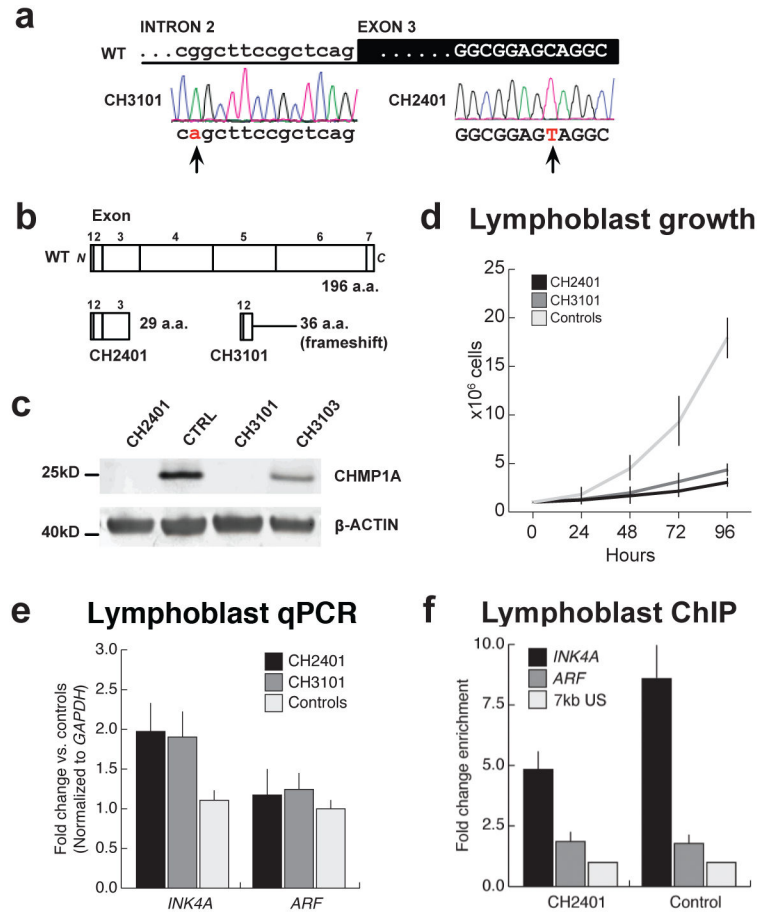 a
INTRON 2 EXON 3
WT ...cggcttccgctcag ......GGCGGAGCAGGC
CH3101 CH2401
cagcttccgctcag GGCGGAGTAGGC
b
Exon
12 3 4 5 6 7
WT N C
196 a.a.
12 3 29 a.a.
CH2401
12 36 a.a.
(frameshift)
CH3101
c
CH2401 CTRL CH3101 CH3103
25kD CHMP1A
40kD β-ACTIN
d Lymphoblast growth
25
20
15
10
5
0
x10⁶ cells
CH2401
CH3101
Controls
0 24 48 72 96
Hours
e Lymphoblast qPCR
3.0
2.5
2.0
1.5
1.0
0.5
0.0
Fold change vs. controls
(Normalized to GAPDH)
CH2401
CH3101
Controls
INK4A ARF
f Lymphoblast ChIP
10.0
7.5
5.0
2.5
0.0
Fold change enrichment
INK4A
ARF
7kb US
CH2401 Control